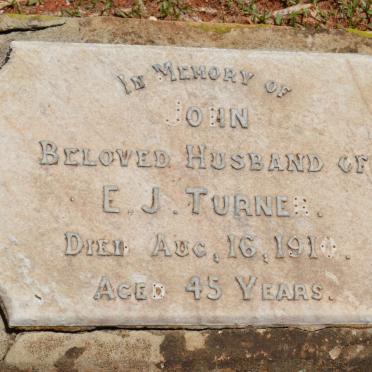 In Memory of
John
Beloved Husband of
E. J. Turner.
Died Aug, 16, 
Aged 45 Years.